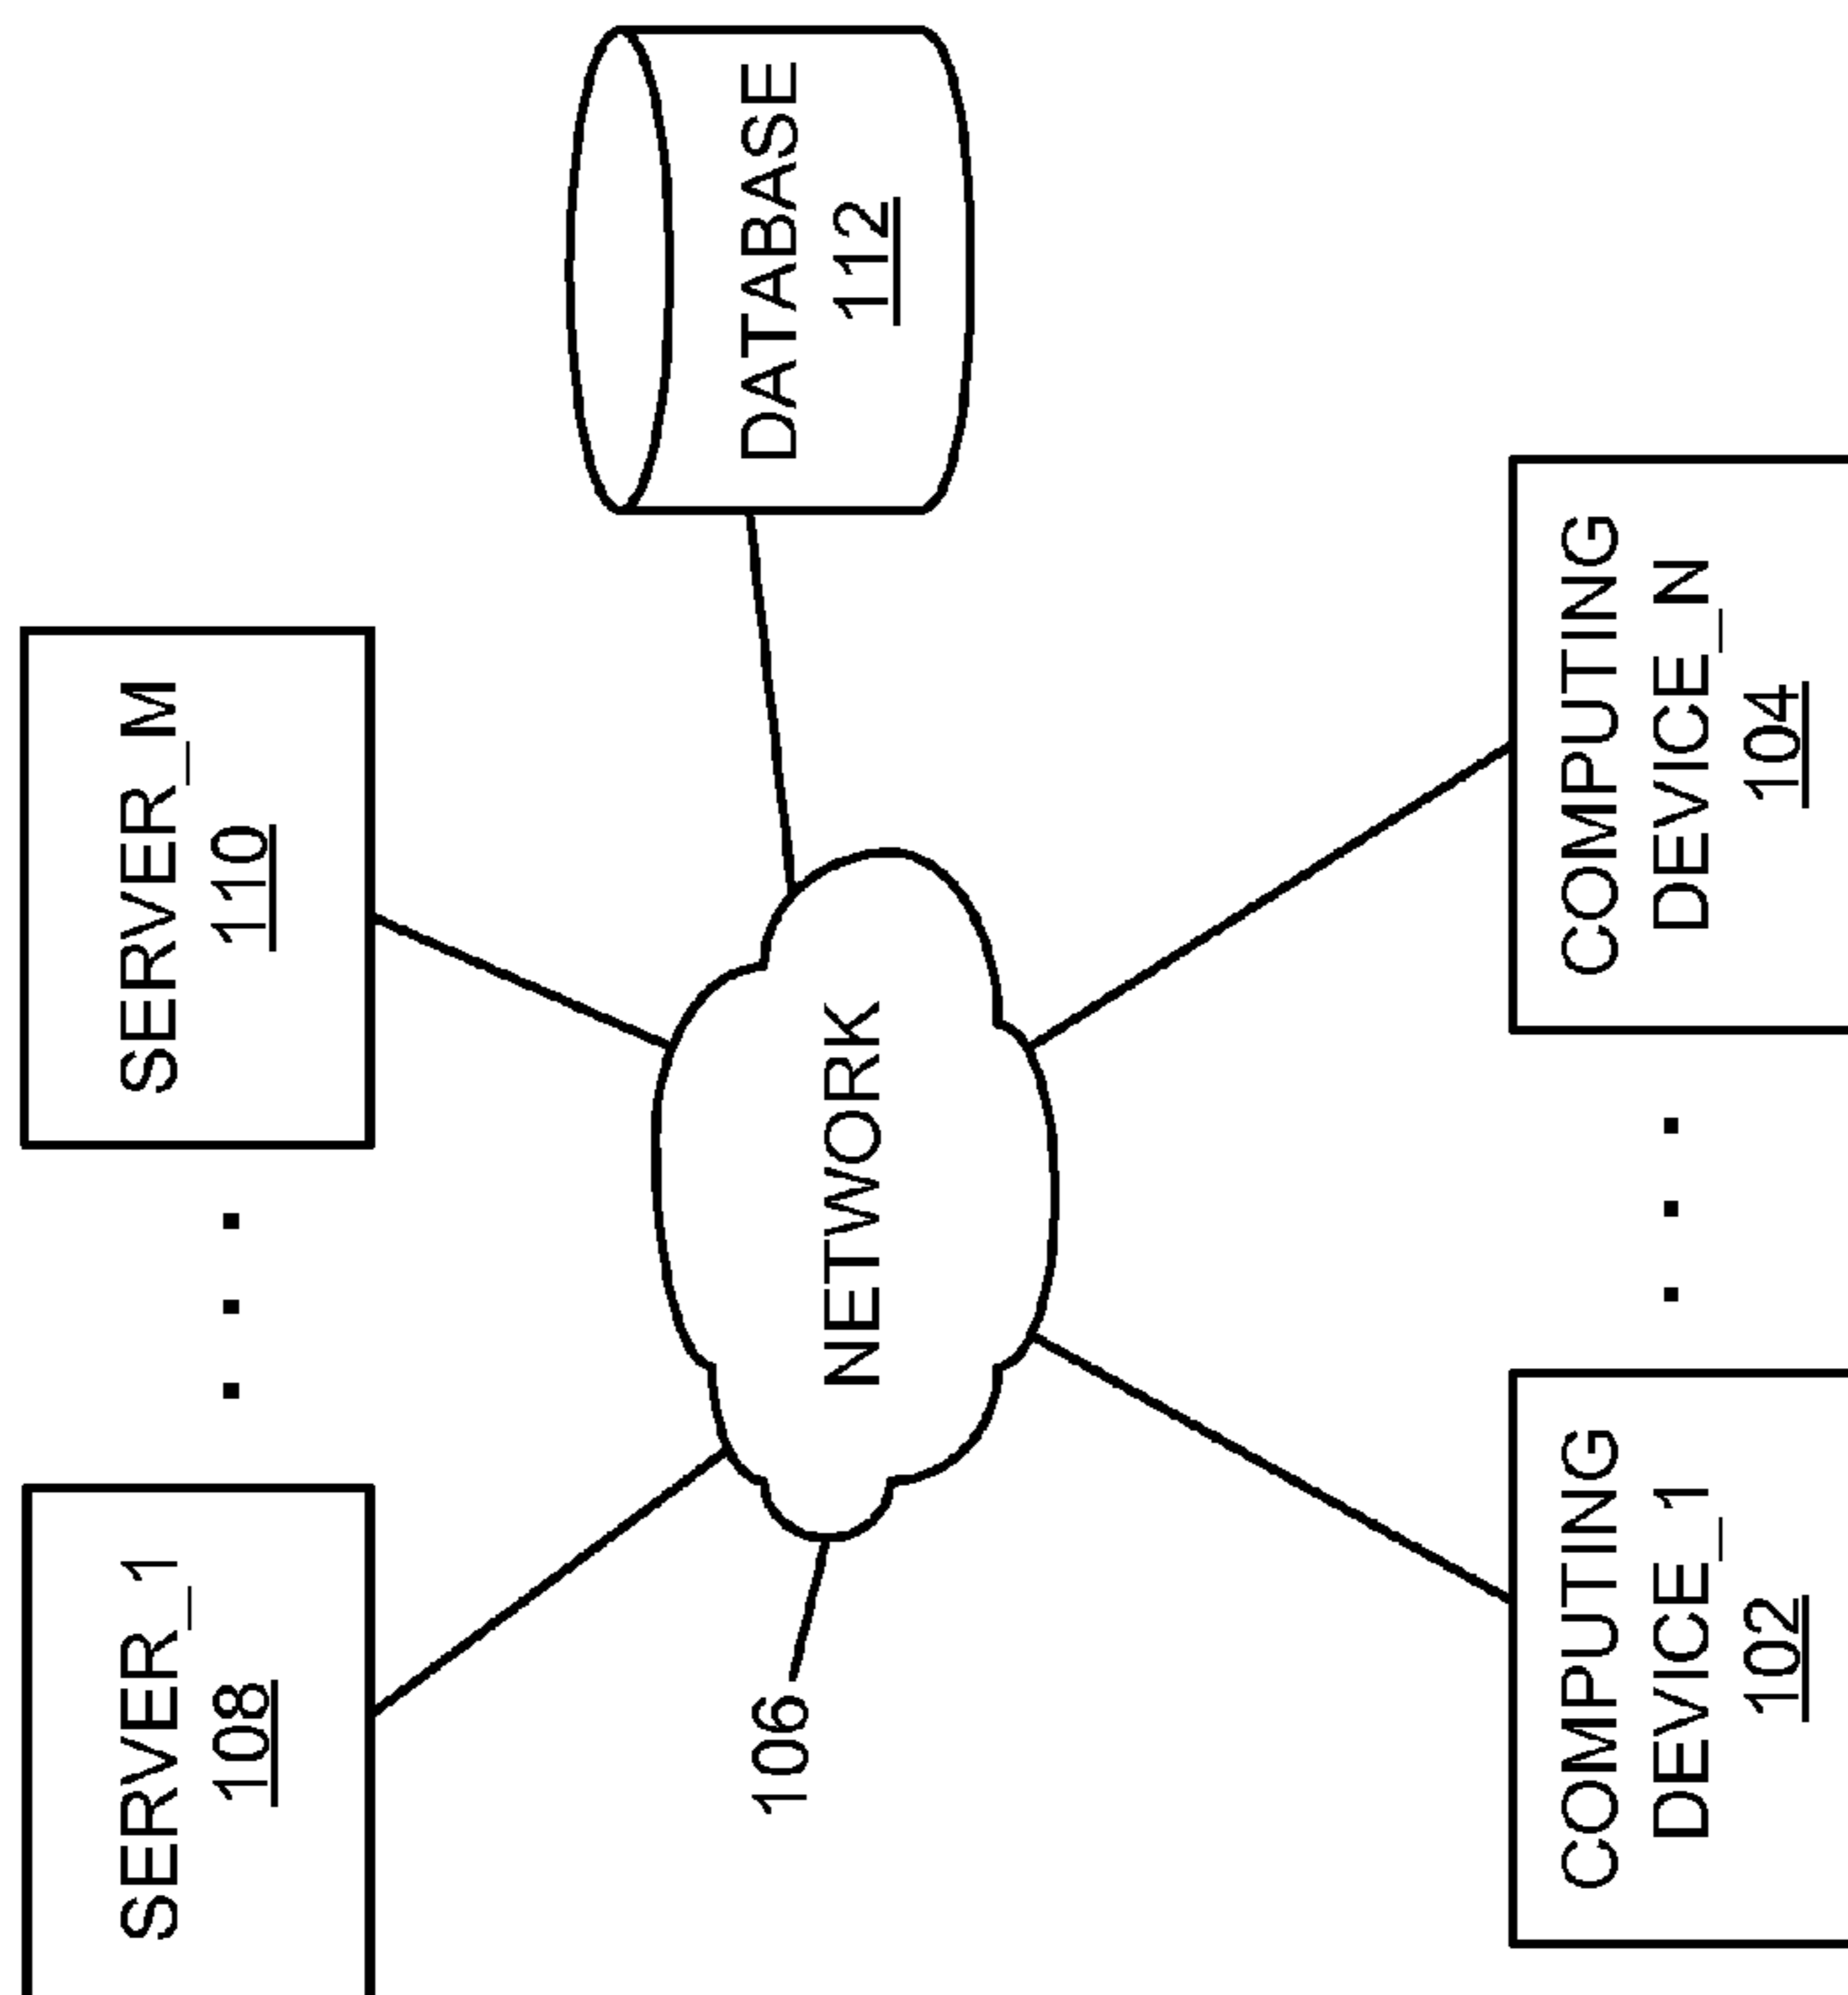 SERVER_1
108
SERVER_M
110
DATABASE
112
NETWORK
106
COMPUTING
DEVICE_1
102
COMPUTING
DEVICE_N
104